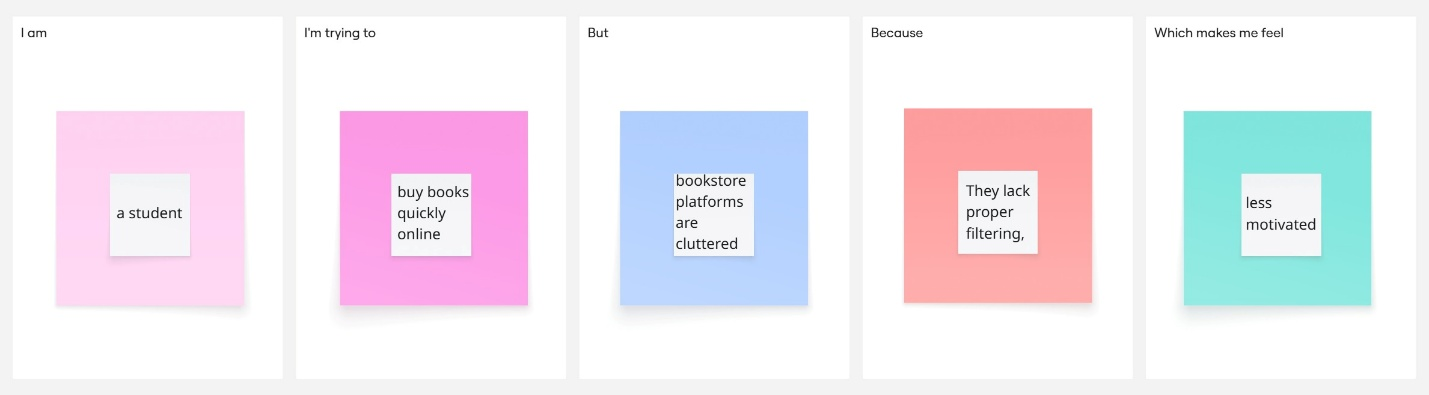 I am
I'm trying to
But
Because
Which makes me feel
a student
buy books
quickly
online
bookstore
platforms
are
cluttered
They lack
proper
filtering,
less
motivated